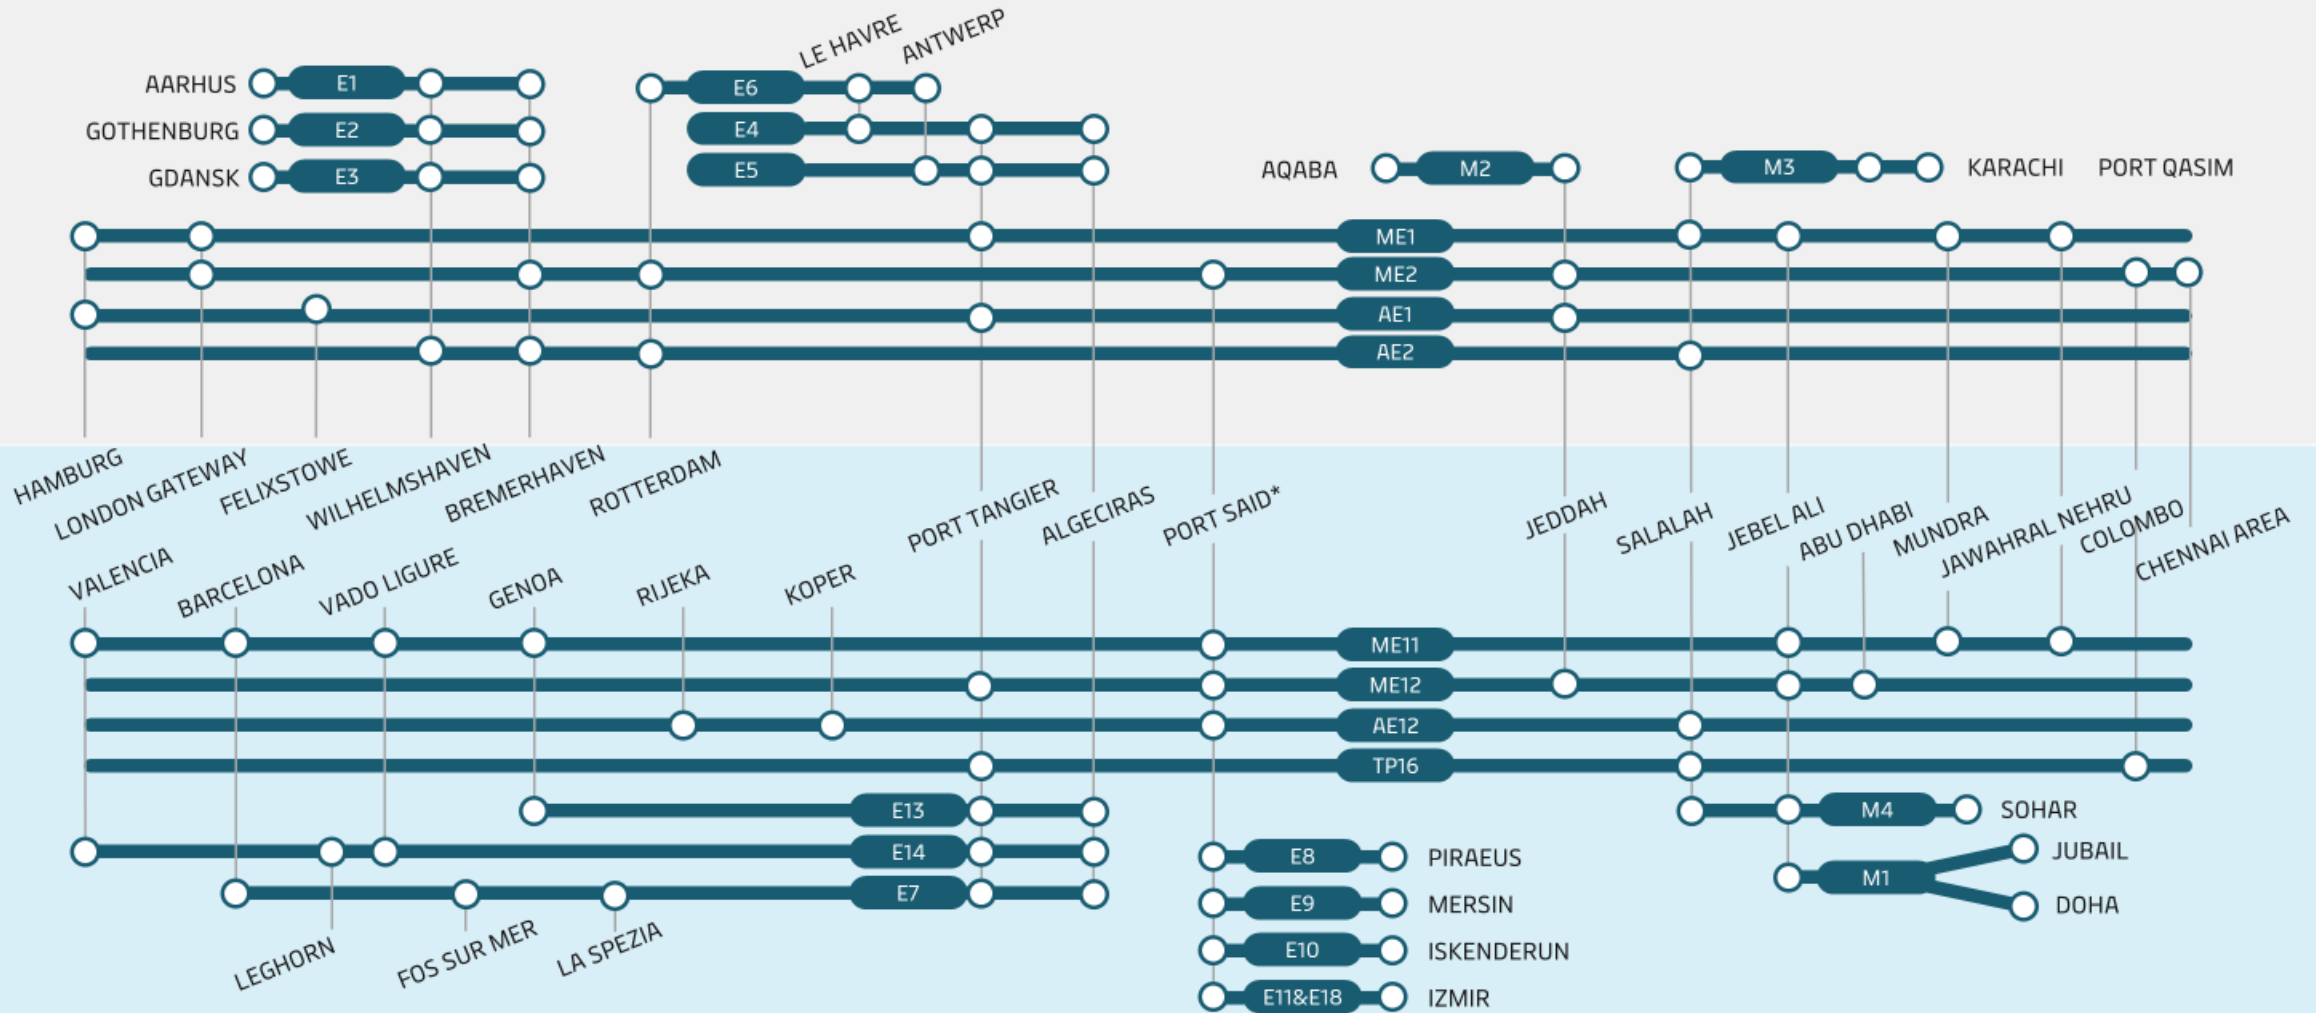 LE HAVRE
ANTWERP
AARHUS
E1
E6
GOTHENBURG
E2
E4
GDANSK
E3
E5
AQABA
M2
M3
KARACHI
PORT QASIM
ME1
ME2
AE1
AE2
HAMBURG
LONDON GATEWAY
FELIXSTOWE
WILHELMSHAVEN
BREMERHAVEN
ROTTERDAM
PORT TANGIER
ALGECIRAS
PORT SAID*
JEDDAH
SALALAH
JEBEL ALI
ABU DHABI
MUNDRA
JAWAHRAL NEHRU
COLOMBO
CHENNAI AREA
VALENCIA
BARCELONA
VADO LIGURE
GENOA
RIJEKA
KOPER
ME11
ME12
AE12
TP16
E13
E14
E7
M4
SOHAR
M1
JUBAIL
DOHA
E8
PIRAEUS
E9
MERSIN
E10
ISKENDERUN
E11&E18
IZMIR
LEGHORN
FOS SUR MER
LA SPEZIA